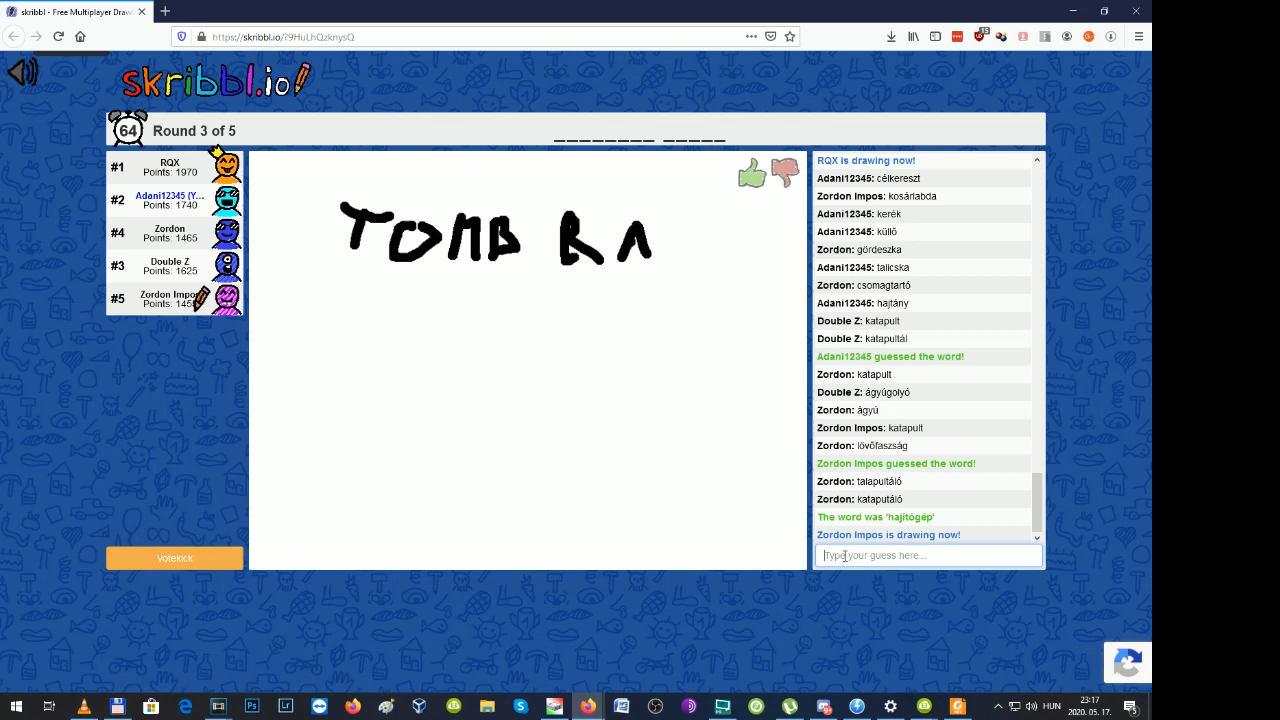 skribbl - Free Multiplayer Draw
https://skribbl.io/?9HuLhQzknysQ
15
skribbl.io
64
Round 3 of 5
________ _____
#1 RQX
Points: 1970
#2 Adani12345 (Y...
Points: 1740
#4 Zordon
Points: 1465
#3 Double Z
Points: 1625
#5 Zordon Impo
Points: 145
Votekick
TOMB RA
RQX is drawing now!
Adani12345: célkereszt
Zordon Impos: kosárlabda
Adani12345: kerék
Adani12345: küllő
Zordon: gördeszka
Adani12345: talicska
Zordon: csomagtartó
Adani12345: hajtány
Double Z: katapult
Double Z: katapultál
Adani12345 guessed the word!
Zordon: katapult
Double Z: ágyúgolyó
Zordon: ágyú
Zordon Impos: katapult
Zordon: lövőfaszság
Zordon Impos guessed the word!
Zordon: talapultáló
Zordon: kataputáló
The word was 'hajítógép'
Zordon Impos is drawing now!
Type your guess here...
HUN
23:17
2020. 05. 17.